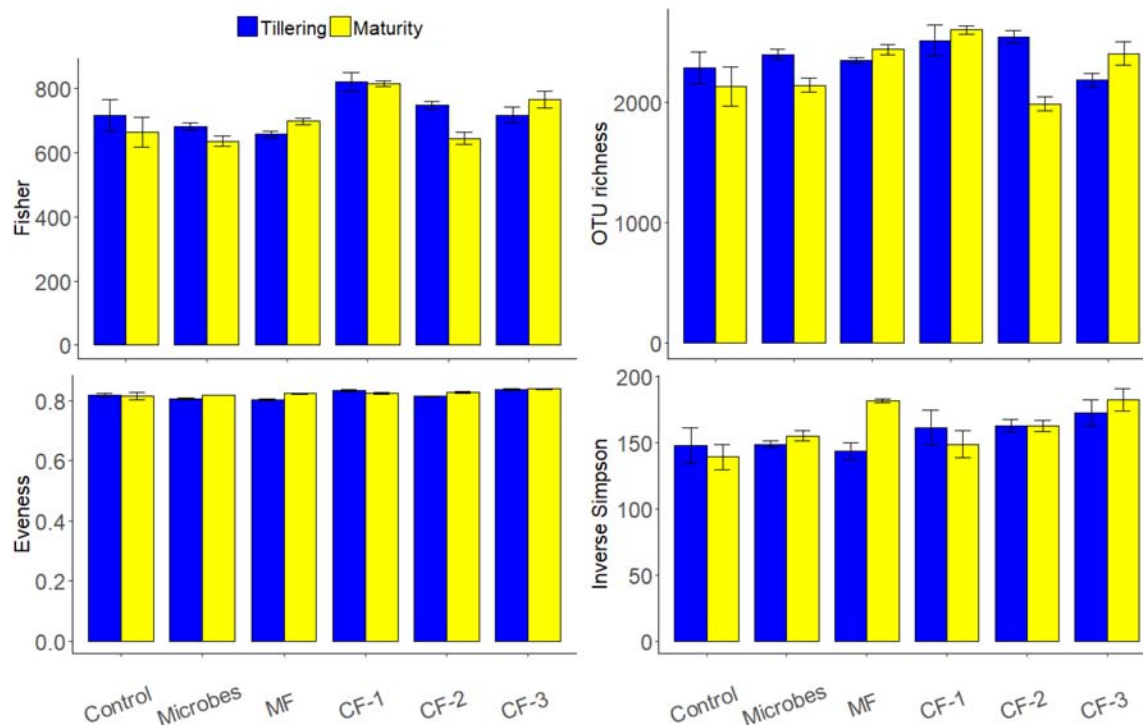 Tillering Maturity
Fisher
800
600
400
200
0
OTU richness
2000
1000
0
Eveness
0.8
0.6
0.4
0.2
0.0
Inverse Simpson
200
150
100
50
0
Control Microbes MF CF-1 CF-2 CF-3
Control Microbes MF CF-1 CF-2 CF-3